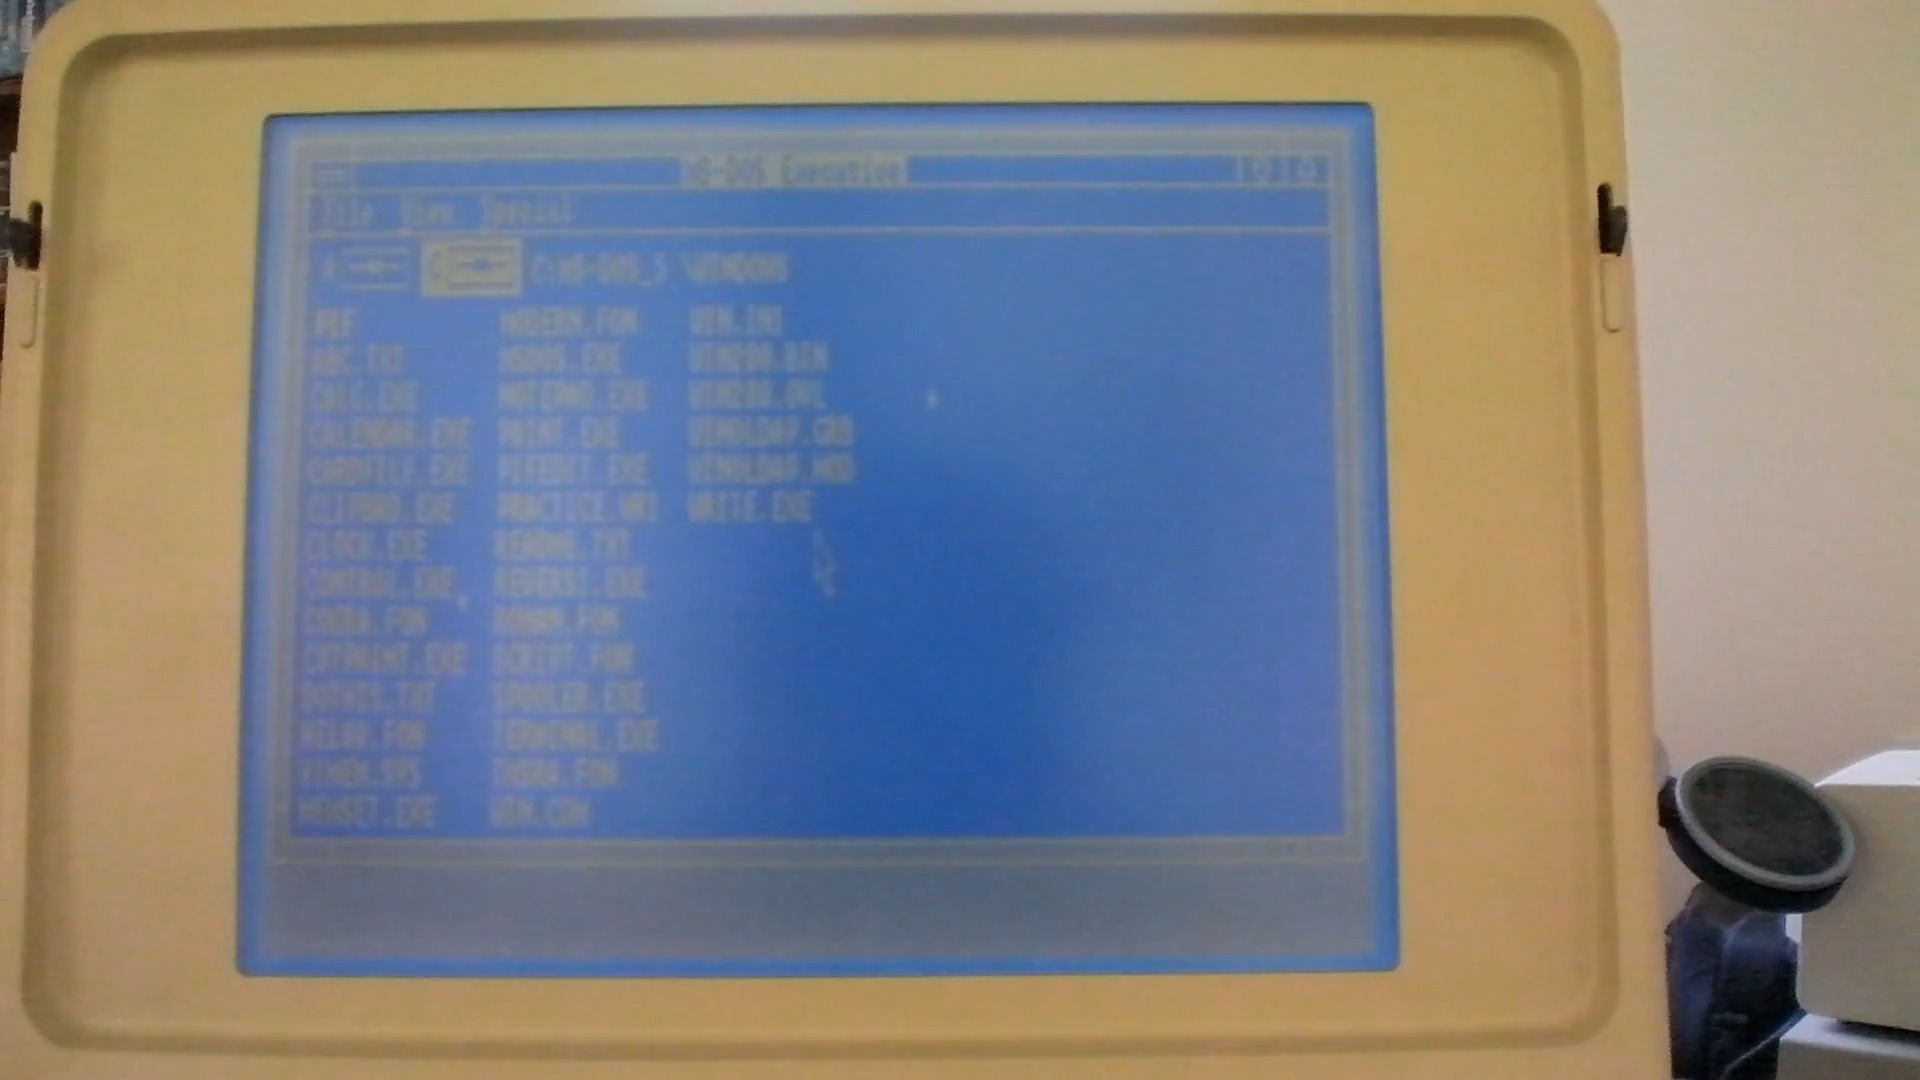 MS-DOS Executive
File View Special
A C C:MS-DOS_5 \WINDOWS
PIF MODERN.FON WIN.INI
ABC.TXT MSDOS.EXE WIN200.BIN
CALC.EXE NOTEPAD.EXE WIN200.OVL
CALENDAR.EXE PAINT.EXE WINOLDAP.GRB
CARDFILE.EXE PIFEDIT.EXE WINOLDAP.MOD
CLIPBRD.EXE PRACTICE.WRI WRITE.EXE
CLOCK.EXE README.TXT
CONTROL.EXE REVERSI.EXE
COURA.FON ROMAN.FON
CVTPAINT.EXE SCRIPT.FON
DOTHIS.TXT SPOOLER.EXE
HELVA.FON TERMINAL.EXE
HIMEM.SYS TMSRA.FON
MEMSET.EXE WIN.COM